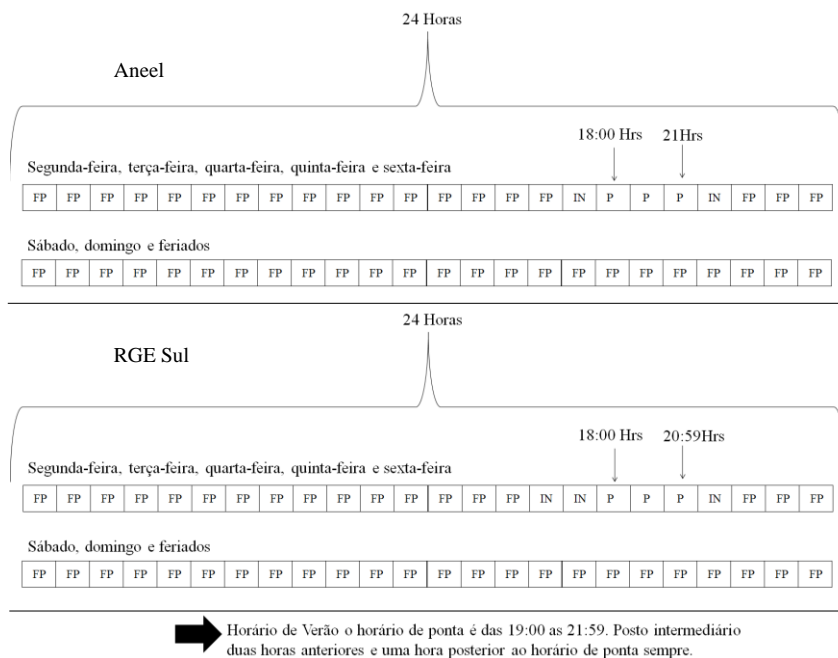 24 Horas
Aneel
18:00 Hrs 21Hrs
Segunda-feira, terça-feira, quarta-feira, quinta-feira e sexta-feira
FP FP FP FP FP FP FP FP FP FP FP FP FP FP FP FP IN P P P IN FP FP FP
Sábado, domingo e feriados
FP FP FP FP FP FP FP FP FP FP FP FP FP FP FP FP FP FP FP FP FP FP FP FP
24 Horas
RGE Sul
18:00 Hrs 20:59Hrs
Segunda-feira, terça-feira, quarta-feira, quinta-feira e sexta-feira
FP FP FP FP FP FP FP FP FP FP FP FP FP FP FP IN IN P P P IN FP FP FP
Sábado, domingo e feriados
FP FP FP FP FP FP FP FP FP FP FP FP FP FP FP FP FP FP FP FP FP FP FP FP
Horário de Verão o horário de ponta é das 19:00 as 21:59. Posto intermediário
duas horas anteriores e uma hora posterior ao horário de ponta sempre.